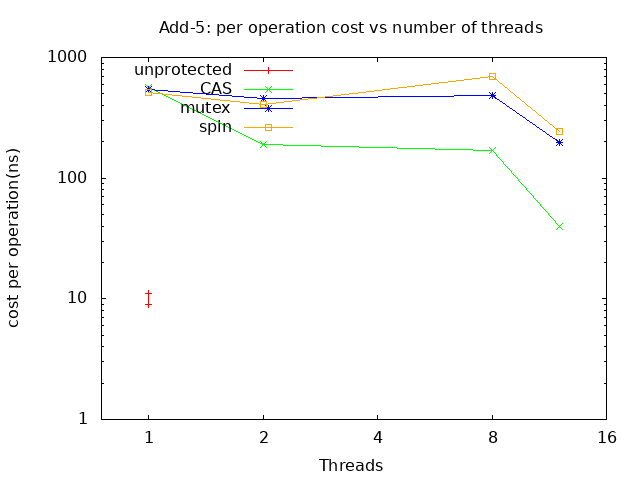 Add-5: per operation cost vs number of threads
1000
100
10
1
cost per operation(ns)
unprotected
CAS
mutex
spin
1 2 4 8 16
Threads